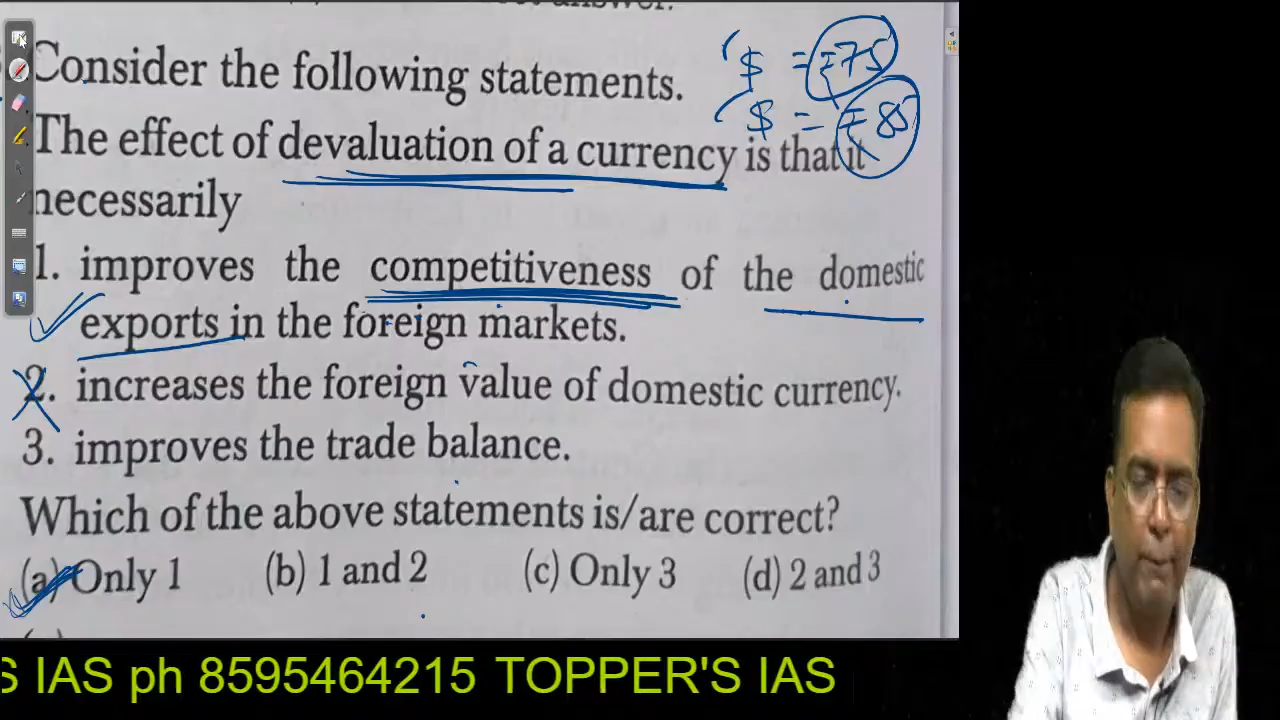 Consider the following statements.
The effect of devaluation of a currency is that it
necessarily
1. improves the competitiveness of the domestic
exports in the foreign markets.
2. increases the foreign value of domestic currency.
3. improves the trade balance.
Which of the above statements is/are correct?
(a) Only 1 (b) 1 and 2 (c) Only 3 (d) 2 and 3
$ = ₹75
$ = ₹85
S IAS ph 8595464215 TOPPER'S IAS